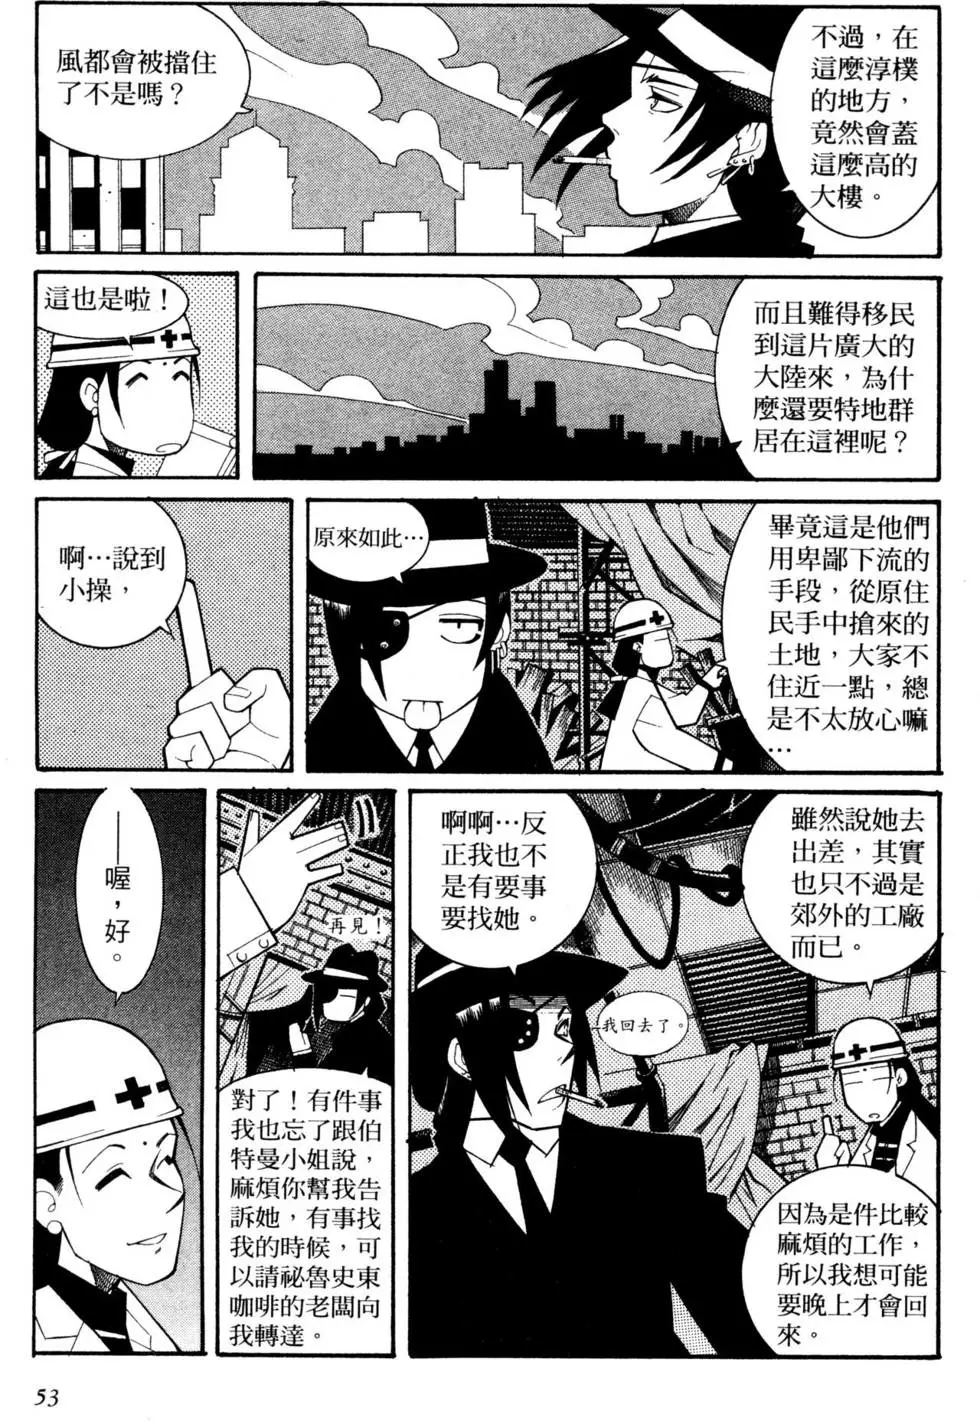 不過，在
這麼淳樸
的地方，
竟然會蓋
這麼高的
大樓。
風都會被擋住
了不是嗎？
而且難得移民
到這片廣大的
大陸來，為什
麼還要特地群
居在這裡呢？
這也是啦！
畢竟這是他們
用卑鄙下流的
手段，從原住
民手中搶來的
土地，大家不
住近一點，總
是不太放心嘛
…
原來如此…
啊…說到
小操，
雖然說她去
出差，其實
也只不過是
郊外的工廠
而已。
因為是件比較
麻煩的工作，
所以我想可能
要晚上才會回
來。
啊啊…反
正我也不
是有要事
要找她。
我回去了。
再見！
對了！有件事
我也忘了跟伯
特曼小姐說，
麻煩你幫我告
訴她，有事找
我的時候，可
以請祕魯史東
咖啡的老闆向
我轉達。
——喔，好。
53